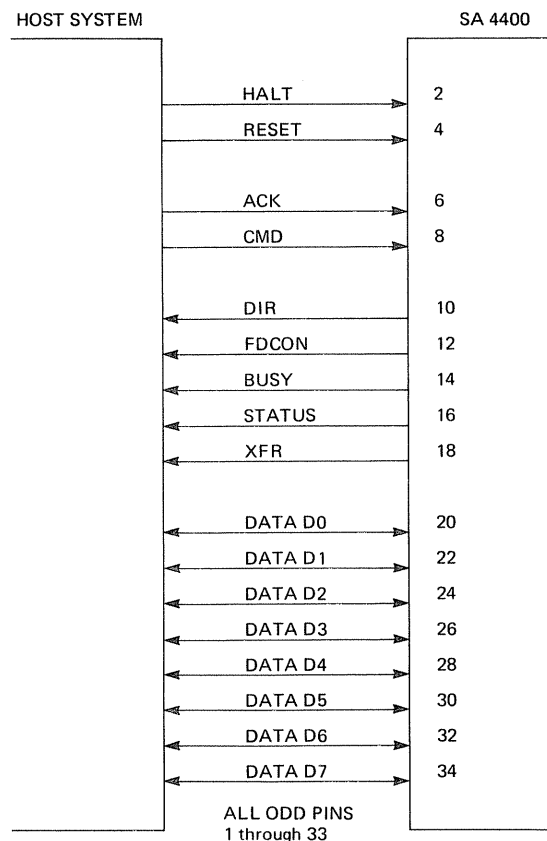 HOST SYSTEM SA 4400
HALT 2
RESET 4
ACK 6
CMD 8
DIR 10
FDCON 12
BUSY 14
STATUS 16
XFR 18
DATA D0 20
DATA D1 22
DATA D2 24
DATA D3 26
DATA D4 28
DATA D5 30
DATA D6 32
DATA D7 34
ALL ODD PINS
1 through 33